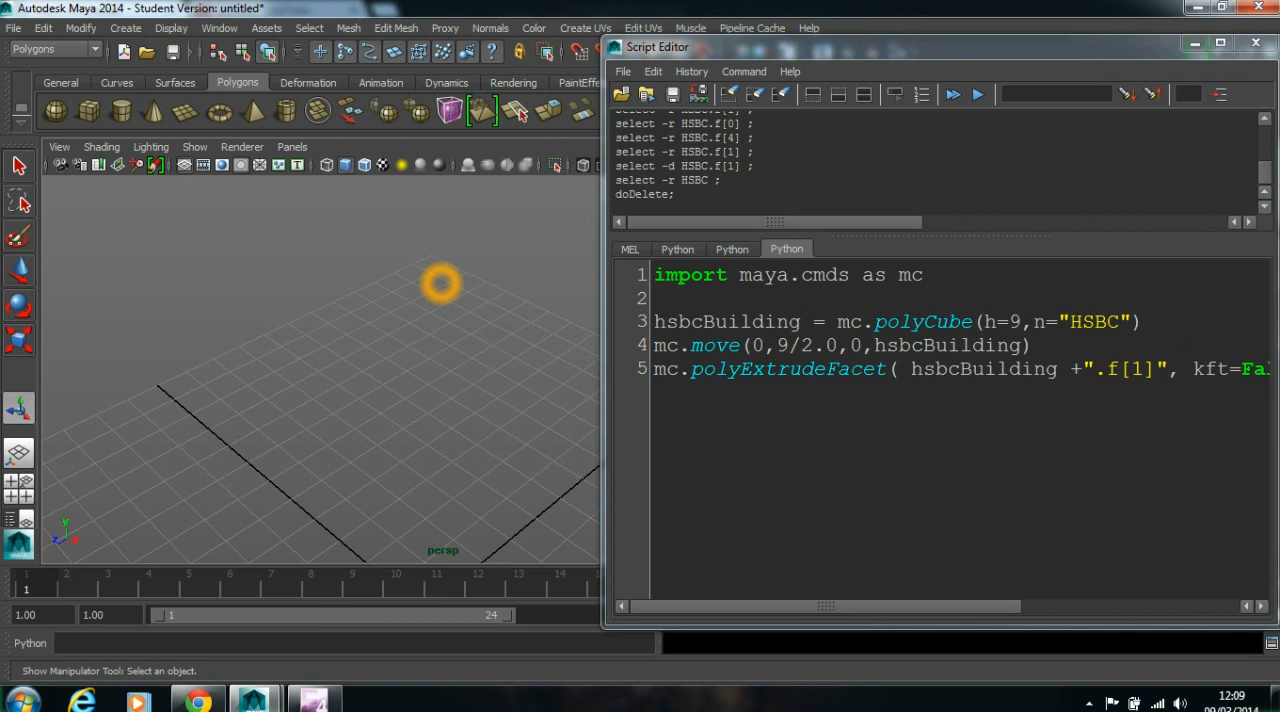 Autodesk Maya 2014 - Student Version: untitled*
File Edit Modify Create Display Window Assets Select Mesh Edit Mesh Proxy Normals Color Create UVs Edit UVs Muscle Pipeline Cache Help
Polygons
General Curves Surfaces Polygons Deformation Animation Dynamics Rendering PaintEffe
View Shading Lighting Show Renderer Panels
persp
y
z
1 2 3 4 5 6 7 8 9 10 11 12 13 14 15
1
1.00 1.00 1 24
Python
Show Manipulator Tool: Select an object.
Script Editor
File Edit History Command Help
select -r HSBC.f[0] ;
select -r HSBC.f[4] ;
select -r HSBC.f[1] ;
select -d HSBC.f[1] ;
select -r HSBC ;
doDelete;
MEL Python Python Python
1 import maya.cmds as mc
2
3 hsbcBuilding = mc.polyCube(h=9,n="HSBC")
4 mc.move(0,9/2.0,0,hsbcBuilding)
5 mc.polyExtrudeFacet( hsbcBuilding +".f[1]", kft=Fal
12:09
09/03/2014